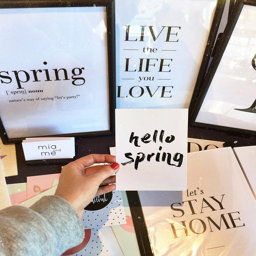 spring
[ˈspriŋ] noun
nature's way of saying "let's party!"
LIVE
the
LIFE
you
LOVE
hello
spring
mia
me
let's
STAY
HOME